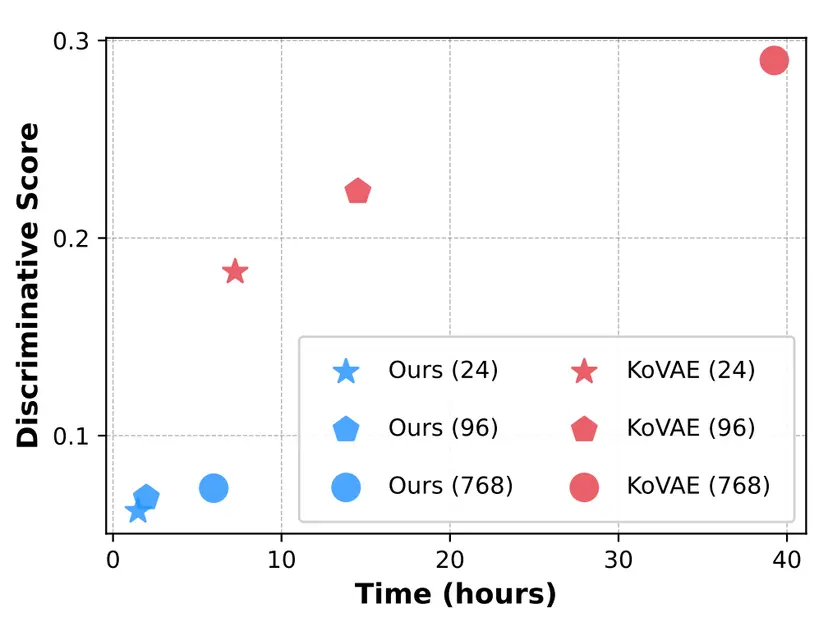 0.3
0.2
0.1
Discriminative Score
Ours (24)
KoVAE (24)
Ours (96)
KoVAE (96)
Ours (768)
KoVAE (768)
0 10 20 30 40
Time (hours)